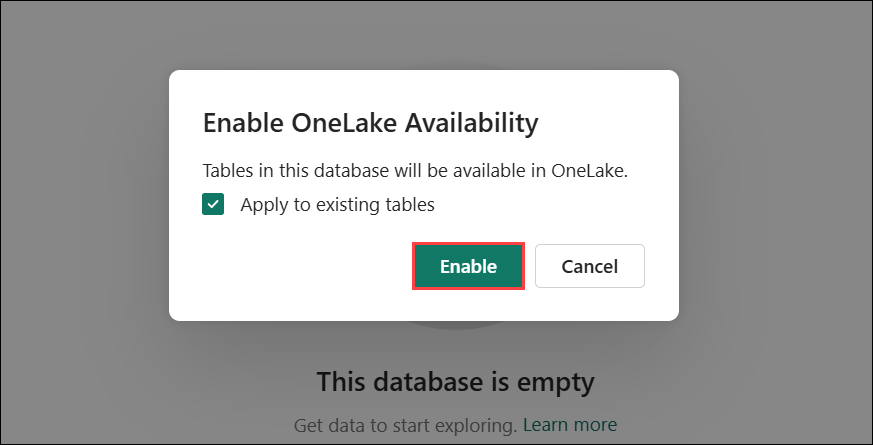 Enable OneLake Availability
Tables in this database will be available in OneLake.
Apply to existing tables
Enable Cancel
This database is empty
Get data to start exploring. Learn more